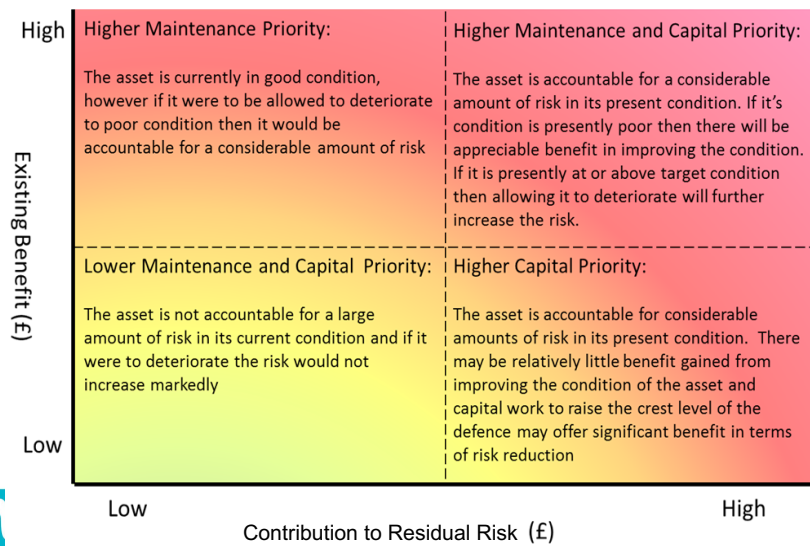 High
Higher Maintenance Priority:
The asset is currently in good condition,
however if it were to be allowed to deteriorate
to poor condition then it would be
accountable for a considerable amount of risk
Higher Maintenance and Capital Priority:
The asset is accountable for a considerable
amount of risk in its present condition. If it's
condition is presently poor then there will be
appreciable benefit in improving the condition.
If it is presently at or above target condition
then allowing it to deteriorate will further
increase the risk.
Existing Benefit (£)
Lower Maintenance and Capital Priority:
The asset is not accountable for a large
amount of risk in its current condition and if it
were to deteriorate the risk would not
increase markedly
Higher Capital Priority:
The asset is accountable for considerable
amounts of risk in its present condition. There
may be relatively little benefit gained from
improving the condition of the asset and
capital work to raise the crest level of the
defence may offer significant benefit in terms
of risk reduction
Low
Low
High
Contribution to Residual Risk (£)